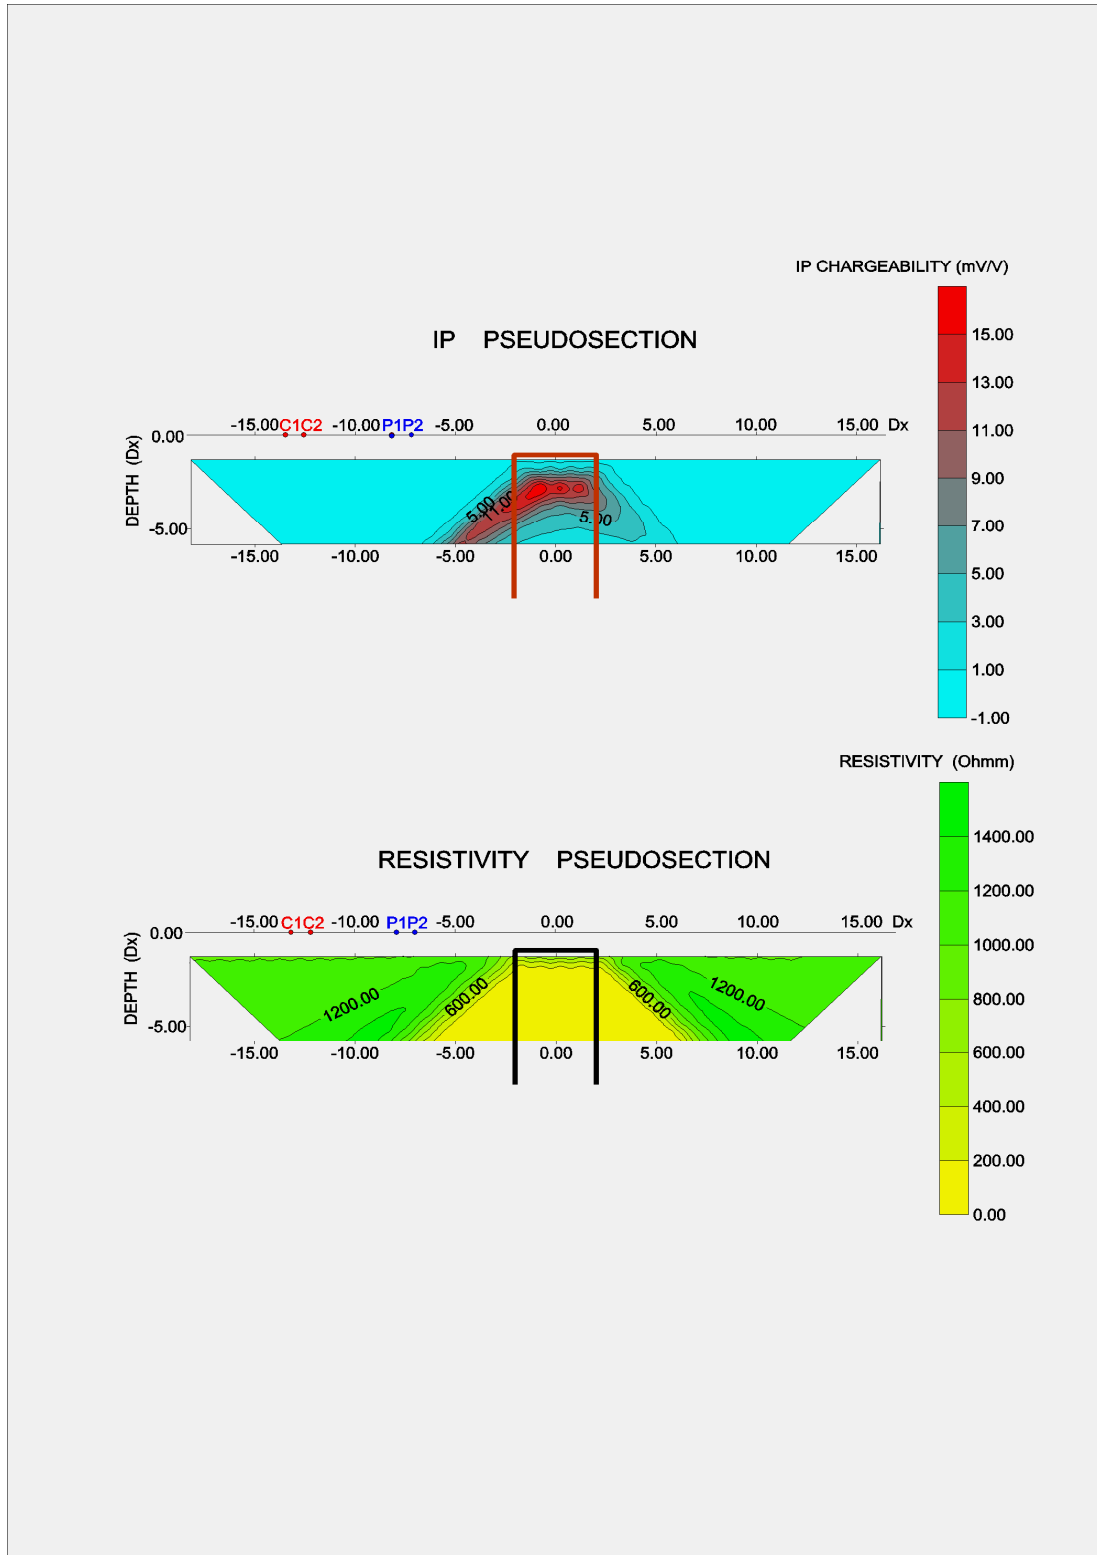 IP CHARGEABILITY (mV/V)
15.00
13.00
11.00
9.00
7.00
5.00
3.00
1.00
-1.00
IP PSEUDOSECTION
-15.00 C1C2 -10.00 P1P2 -5.00 0.00 5.00 10.00 15.00 Dx
0.00
DEPTH (Dx)
5.00 11.00 5.00
-5.00
-15.00 -10.00 -5.00 0.00 5.00 10.00 15.00
RESISTIVITY (Ohmm)
1400.00
1200.00
1000.00
800.00
600.00
400.00
200.00
0.00
RESISTIVITY PSEUDOSECTION
-15.00 C1C2 -10.00 P1P2 -5.00 0.00 5.00 10.00 15.00 Dx
0.00
DEPTH (Dx)
1200.00 600.00 600.00 1200.00
-5.00
-15.00 -10.00 -5.00 0.00 5.00 10.00 15.00